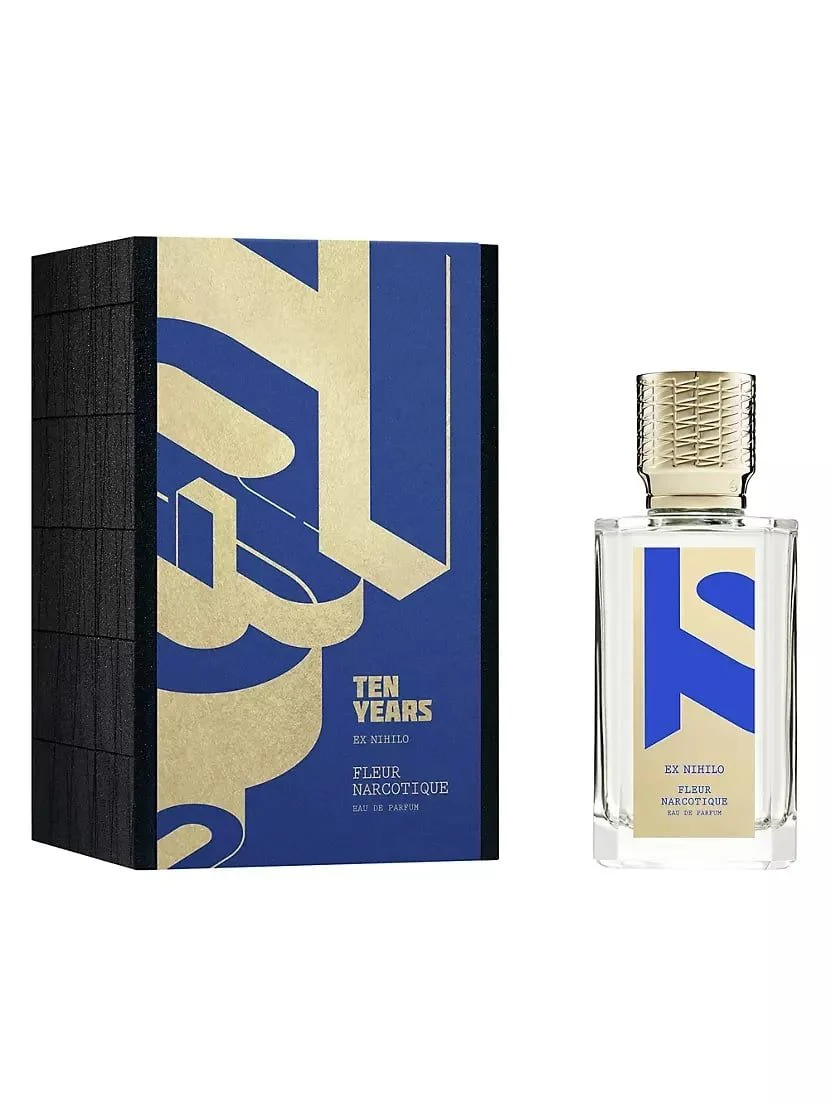 TEN
YEARS
EX NIHILO
FLEUR
NARCOTIQUE
EAU DE PARFUM
EX NIHILO
FLEUR
NARCOTIQUE
EAU DE PARFUM